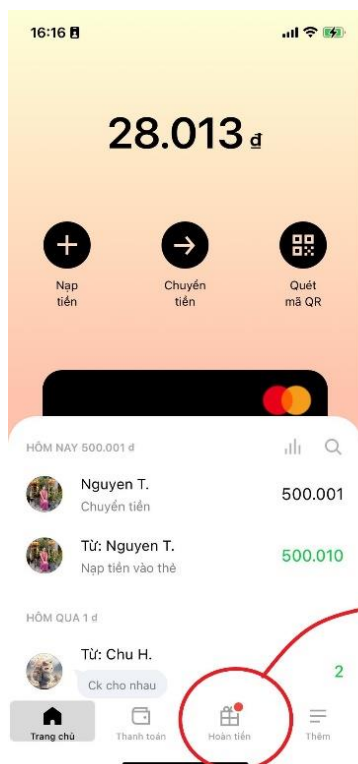 16:16
28.013 đ
Nạp
tiền
Chuyển
tiền
Quét
mã QR
HÔM NAY 500.001 đ
Nguyen T.
500.001
Chuyển tiền
Từ: Nguyen T.
500.010
Nạp tiền vào thẻ
HÔM QUA 1 đ
Từ: Chu H.
2
Ck cho nhau
Trang chủ
Thanh toán
Hoàn tiền
Thêm